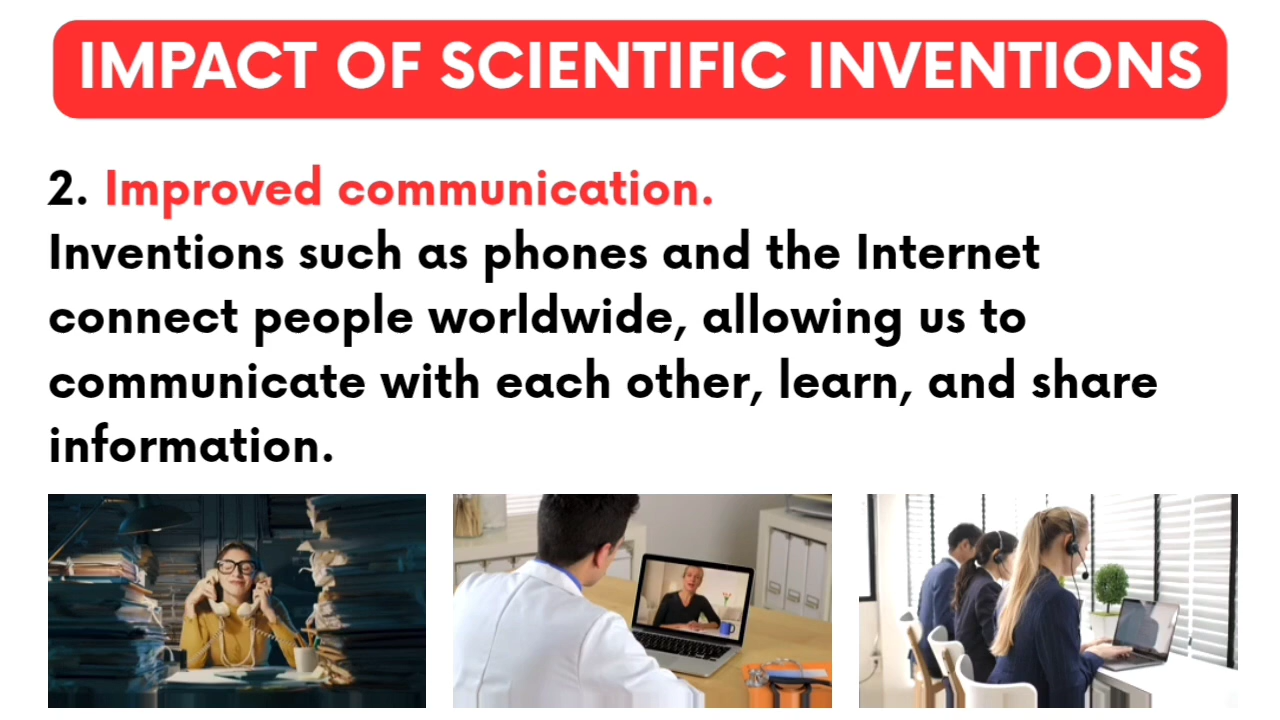 IMPACT OF SCIENTIFIC INVENTIONS
2. Improved communication.
Inventions such as phones and the Internet
connect people worldwide, allowing us to
communicate with each other, learn, and share
information.